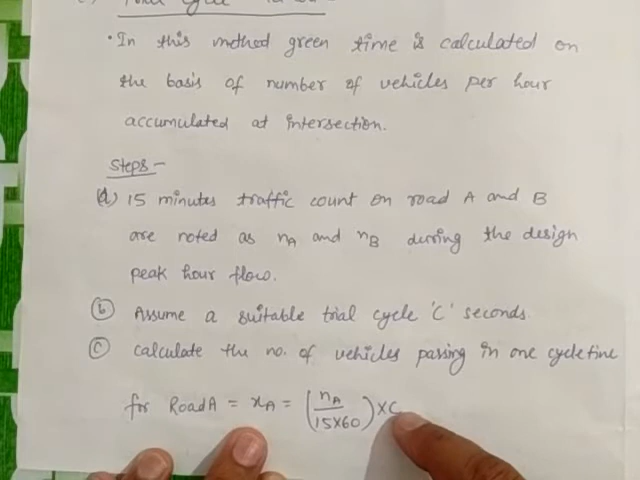 • In this method green time is calculated on
the basis of number of vehicles per hour
accumulated at intersection.
Steps -
(a) 15 minutes traffic count on road A and B
are noted as nA and nB during the design
peak hour flow.
(b) Assume a suitable trial cycle 'C' seconds.
(c) calculate the no. of vehicles passing in one cycle time
for Road A = xA = (nA / 15×60) × C